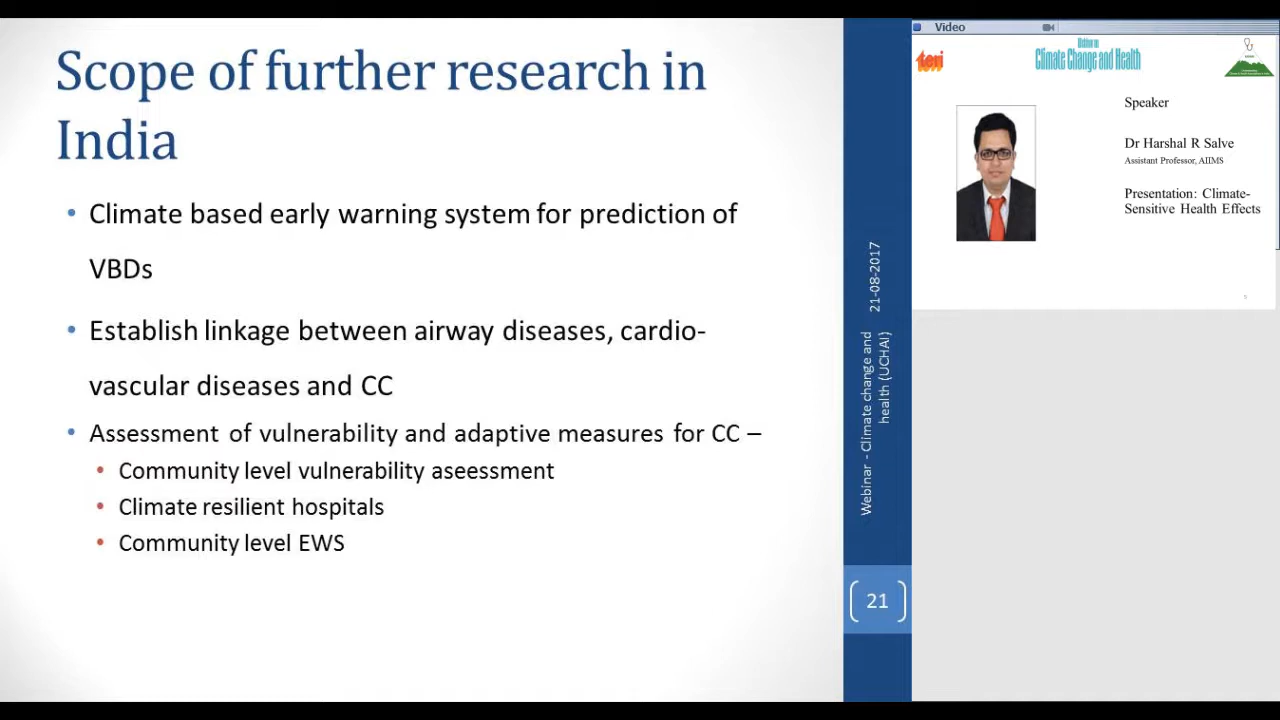 Scope of further research in
India
• Climate based early warning system for prediction of
VBDs
• Establish linkage between airway diseases, cardio-
vascular diseases and CC
• Assessment of vulnerability and adaptive measures for CC –
• Community level vulnerability aseessment
• Climate resilient hospitals
• Community level EWS
21-08-2017
Webinar - Climate change and
health (UCHAI)
21
Video
teri
Webinar on
Climate Change and Health
Speaker
Dr Harshal R Salve
Assistant Professor, AIIMS
Presentation: Climate-
Sensitive Health Effects